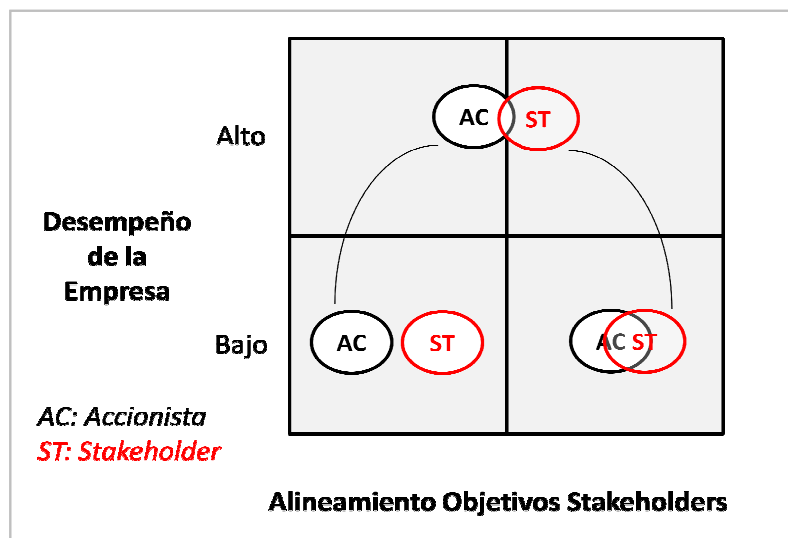 AC ST
Alto
Desempeño
de la
Empresa
Bajo
AC ST AC ST
AC: Accionista
ST: Stakeholder
Alineamiento Objetivos Stakeholders